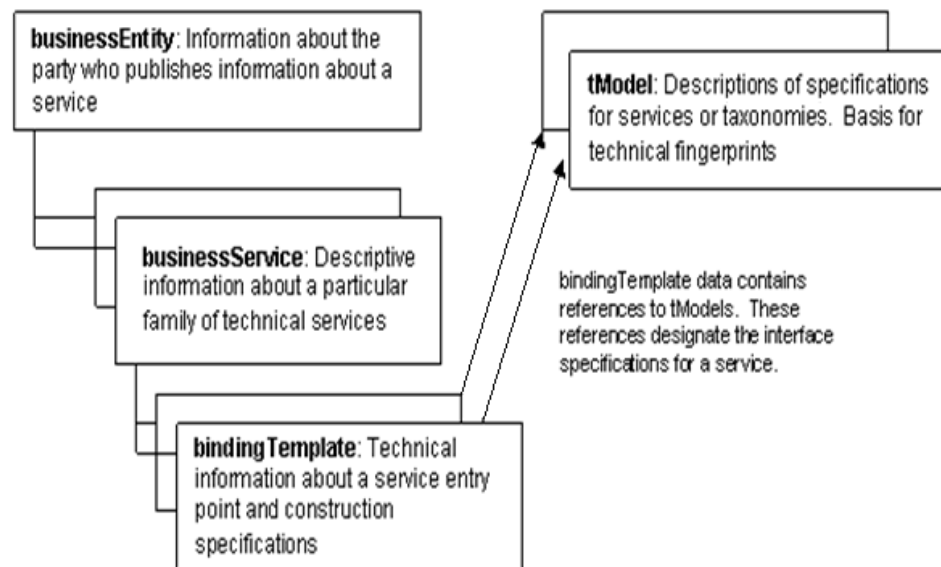 businessEntity: Information about the
party who publishes information about a
service
tModel: Descriptions of specifications
for services or taxonomies. Basis for
technical fingerprints
businessService: Descriptive
information about a particular
family of technical services
bindingTemplate data contains
references to tModels. These
references designate the interface
specifications for a service.
bindingTemplate: Technical
information about a service entry
point and construction
specifications